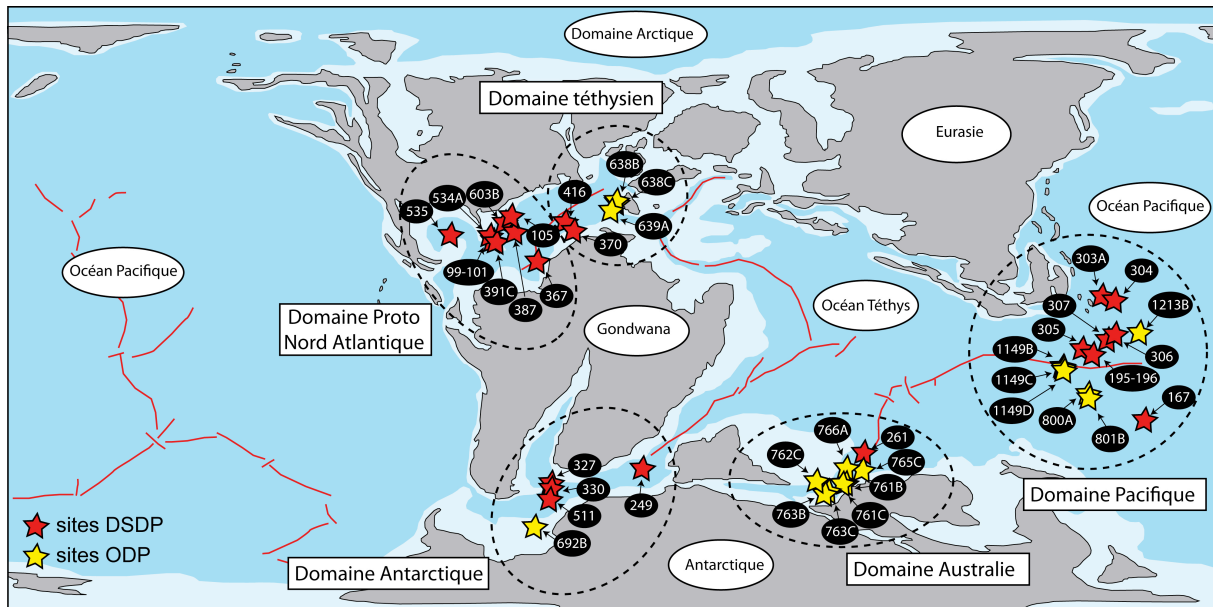 Domaine Arctique
Domaine téthysien
Eurasie
638B
638C
534A
603B
416
535
105
639A
370
Océan Pacifique
Océan Pacifique
303A
304
99-101
391C
387
367
307
1213B
Domaine Proto
Nord Atlantique
Gondwana
Océan Téthys
305
1149B
306
1149C
195-196
1149D
800A
801B
167
766A
261
762C
765C
327
330
761B
249
511
763B
763C
761C
692B
Domaine Pacifique
sites DSDP
sites ODP
Domaine Antarctique
Antarctique
Domaine Australie